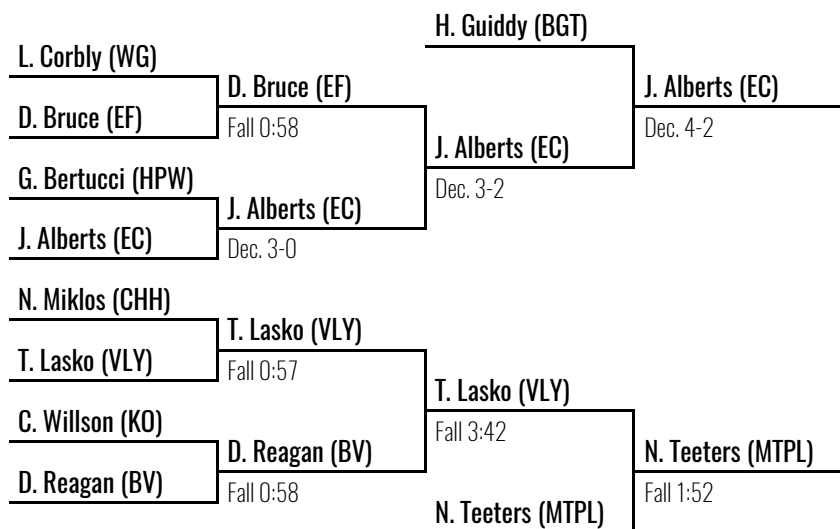 H. Guiddy (BGT)
L. Corbly (WG)
D. Bruce (EF)
J. Alberts (EC)
D. Bruce (EF)
Fall 0:58
Dec. 4-2
J. Alberts (EC)
G. Bertucci (HPW)
Dec. 3-2
J. Alberts (EC)
J. Alberts (EC)
Dec. 3-0
N. Miklos (CHH)
T. Lasko (VLY)
T. Lasko (VLY)
Fall 0:57
T. Lasko (VLY)
C. Willson (KO)
Fall 3:42
D. Reagan (BV)
N. Teeters (MTPL)
D. Reagan (BV)
Fall 0:58
Fall 1:52
N. Teeters (MTPL)